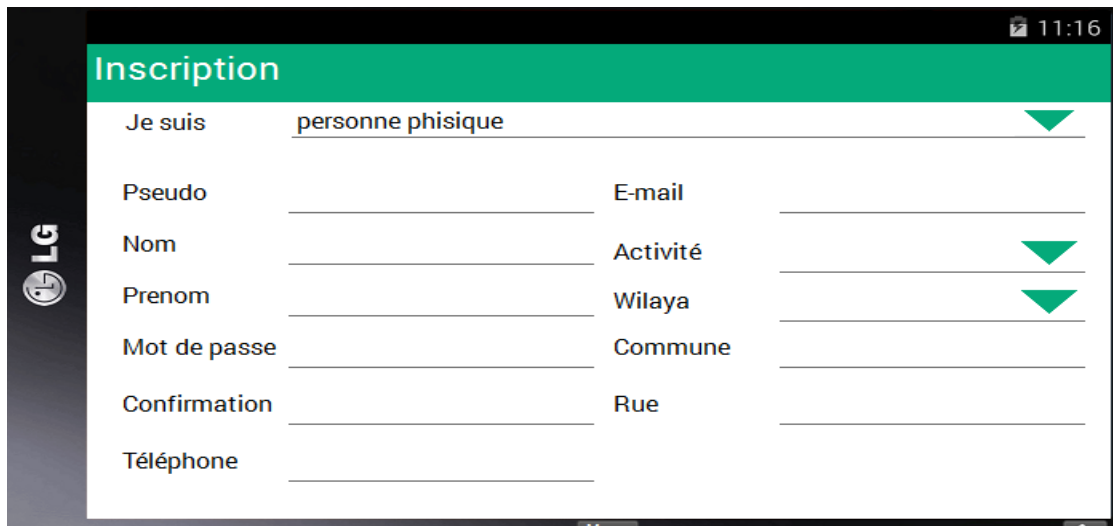 11:16
Inscription
Je suis personne phisique
Pseudo E-mail
Nom Activité
Prenom Wilaya
Mot de passe Commune
Confirmation Rue
Téléphone
LG